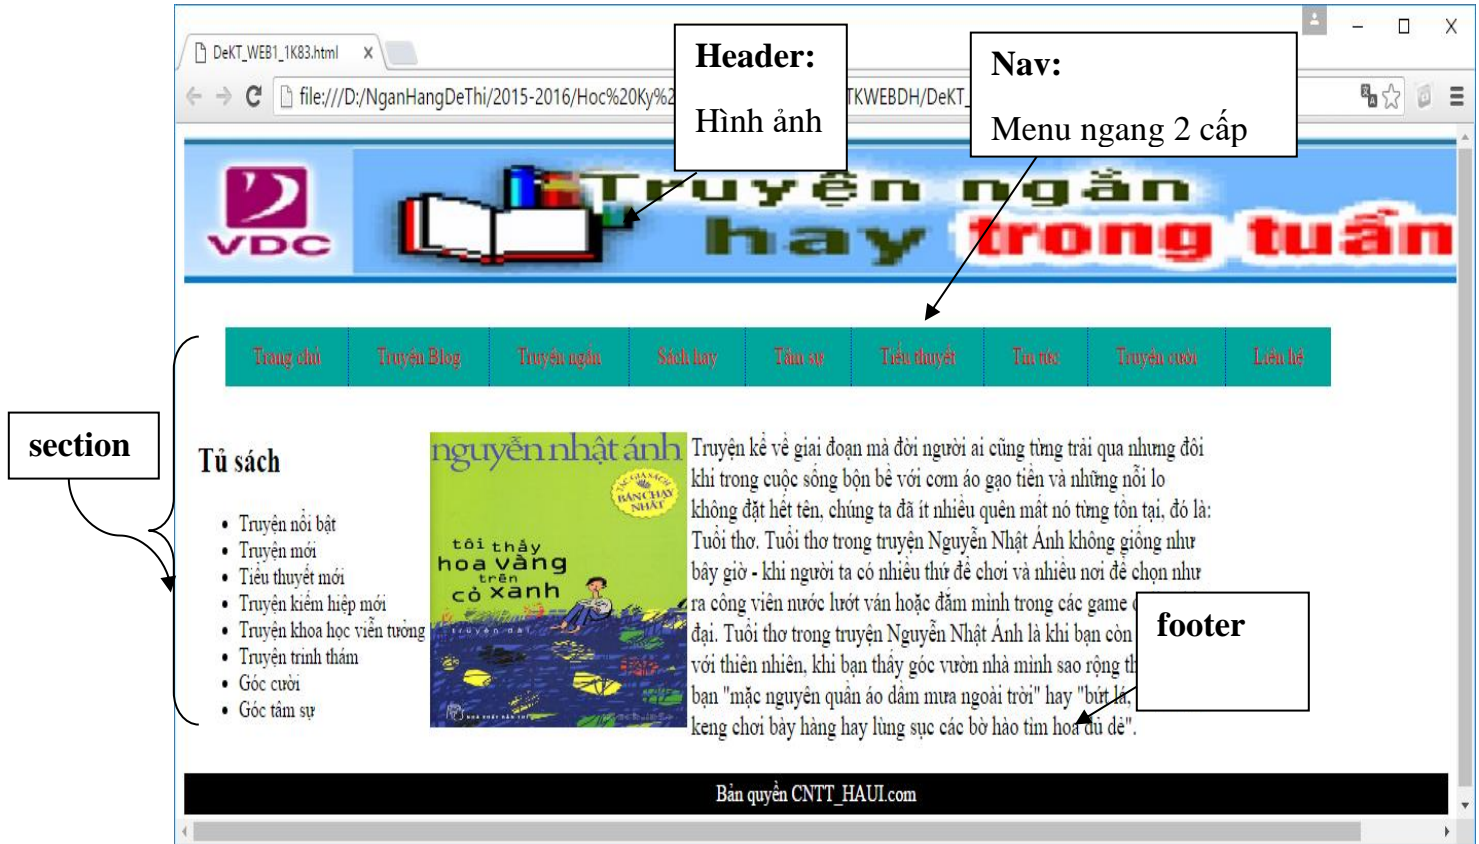 DeKT_WEB1_1K83.html
file:///D:/NganHangDeThi/2015-2016/Hoc%20Ky%2
TKWEBDH/DeKT_
Header:
Hình ảnh
Nav:
Menu ngang 2 cấp
VDC
Truyện ngắn
hay trong tuần
Trang chủ
Truyện Blog
Truyện ngắn
Sách hay
Tâm sự
Tiểu thuyết
Tin tức
Truyện cười
Liên hệ
section
Tủ sách
Truyện nổi bật
Truyện mới
Tiểu thuyết mới
Truyện kiếm hiệp mới
Truyện khoa học viễn tưởng
Truyện trinh thám
Góc cười
Góc tâm sự
nguyễn nhật ánh
TÁC GIẢ SÁCH
BÁN CHẠY
NHẤT
tôi thấy
hoa vàng
trên
cỏ xanh
truyện dài
Truyện kể về giai đoạn mà đời người ai cũng từng trải qua nhưng đôi
khi trong cuộc sống bộn bề với cơm áo gạo tiền và những nỗi lo
không đặt hết tên, chúng ta đã ít nhiều quên mất nó từng tồn tại, đó là:
Tuổi thơ. Tuổi thơ trong truyện Nguyễn Nhật Ánh không giống như
bây giờ - khi người ta có nhiều thứ để chơi và nhiều nơi để chọn như
ra công viên nước lướt ván hoặc đắm mình trong các game
đại. Tuổi thơ trong truyện Nguyễn Nhật Ánh là khi bạn còn
với thiên nhiên, khi bạn thấy góc vườn nhà mình sao rộng th
bạn "mặc nguyên quần áo dầm mưa ngoài trời" hay "bứt lá,
keng chơi bày hàng hay lùng sục các bờ hào tìm hoa đủ đẻ".
footer
Bản quyền CNTT_HAUI.com